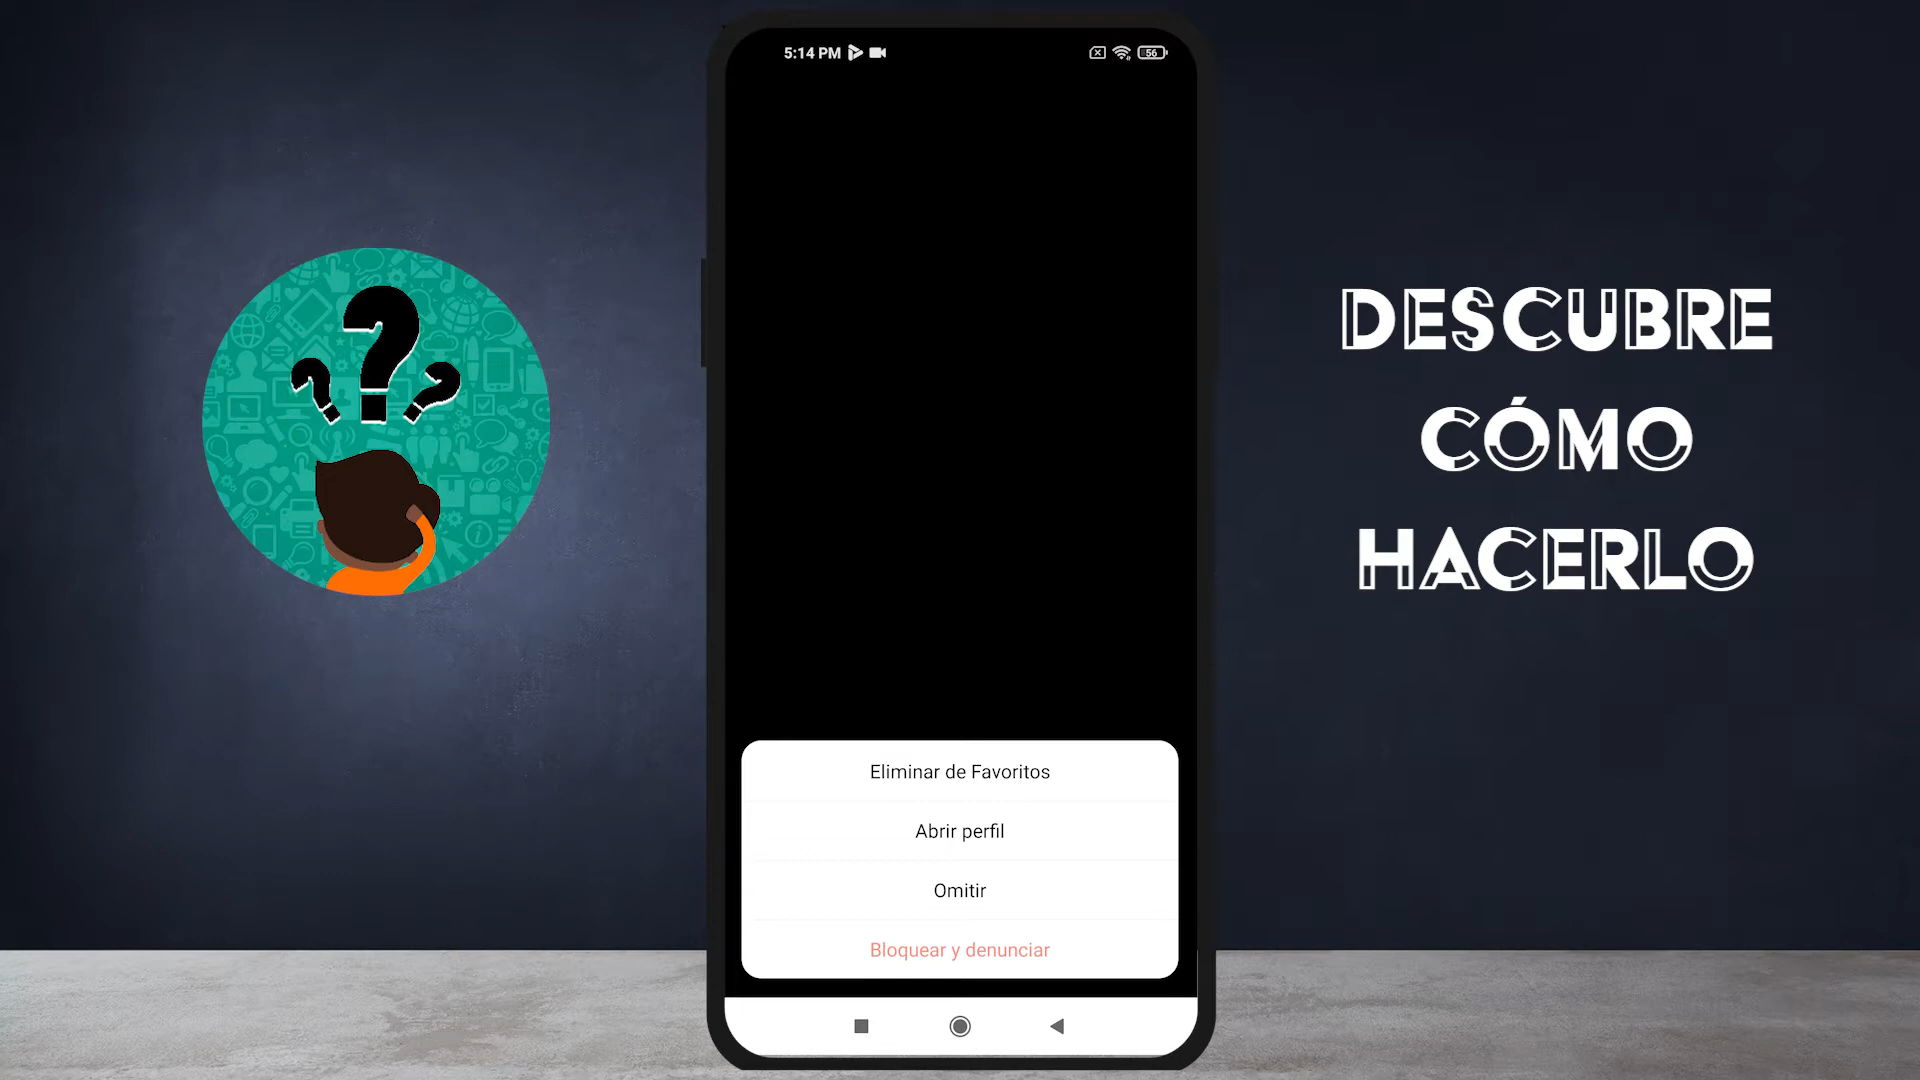 5:14 PM
56
DESCUBRE
CÓMO
HACERLO
Eliminar de Favoritos
Abrir perfil
Omitir
Bloquear y denunciar